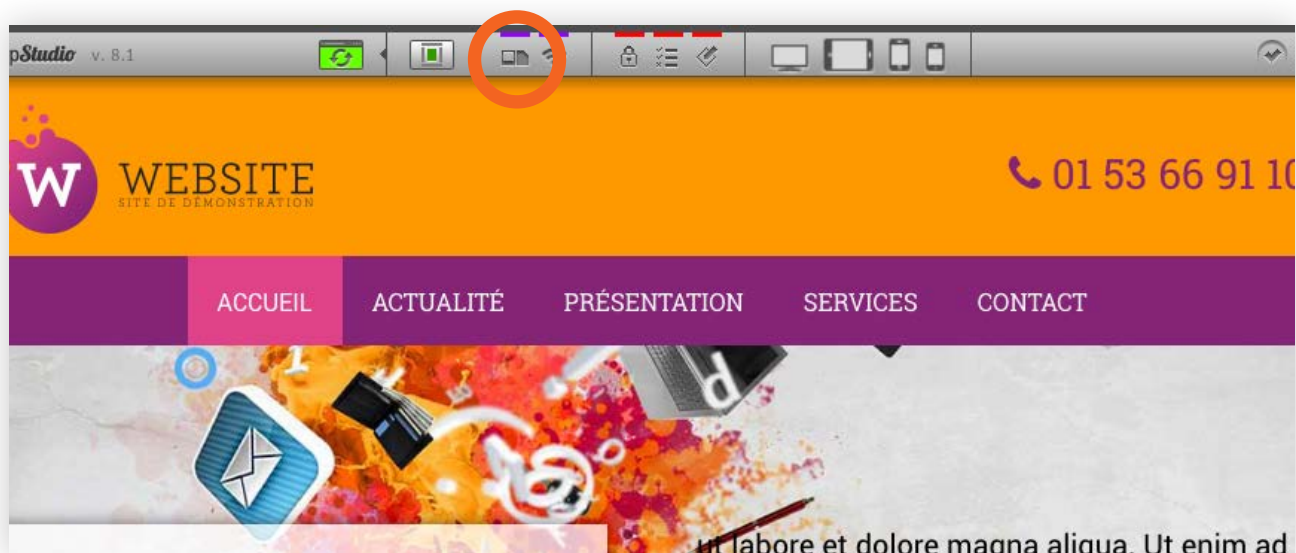 pStudio v. 8.1
W
WEBSITE
SITE DE DÉMONSTRATION
01 53 66 91 10
ACCUEIL ACTUALITÉ PRÉSENTATION SERVICES CONTACT
ut labore et dolore magna aliqua. Ut enim ad